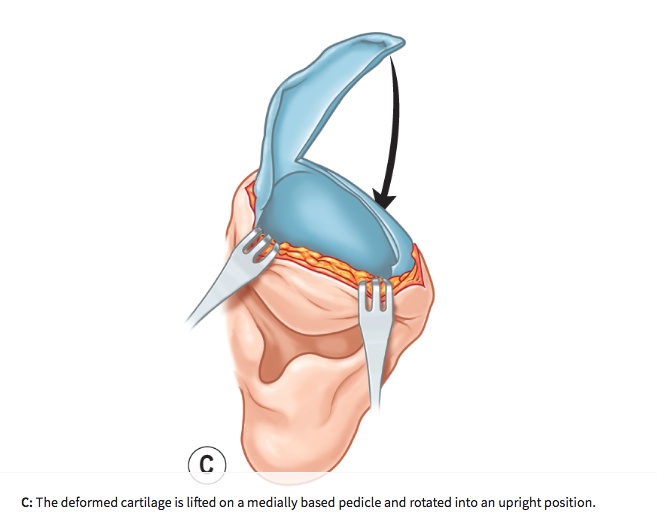 C
C: The deformed cartilage is lifted on a medially based pedicle and rotated into an upright position.